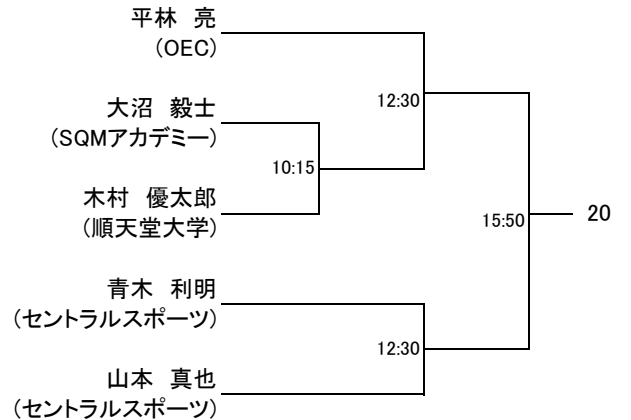 平林　亮
(OEC)
12:30
大沼　毅士
(SQMアカデミー)
10:15
木村　優太郎
(順天堂大学)
15:50
20
青木　利明
(セントラルスポーツ)
12:30
山本　真也
(セントラルスポーツ)